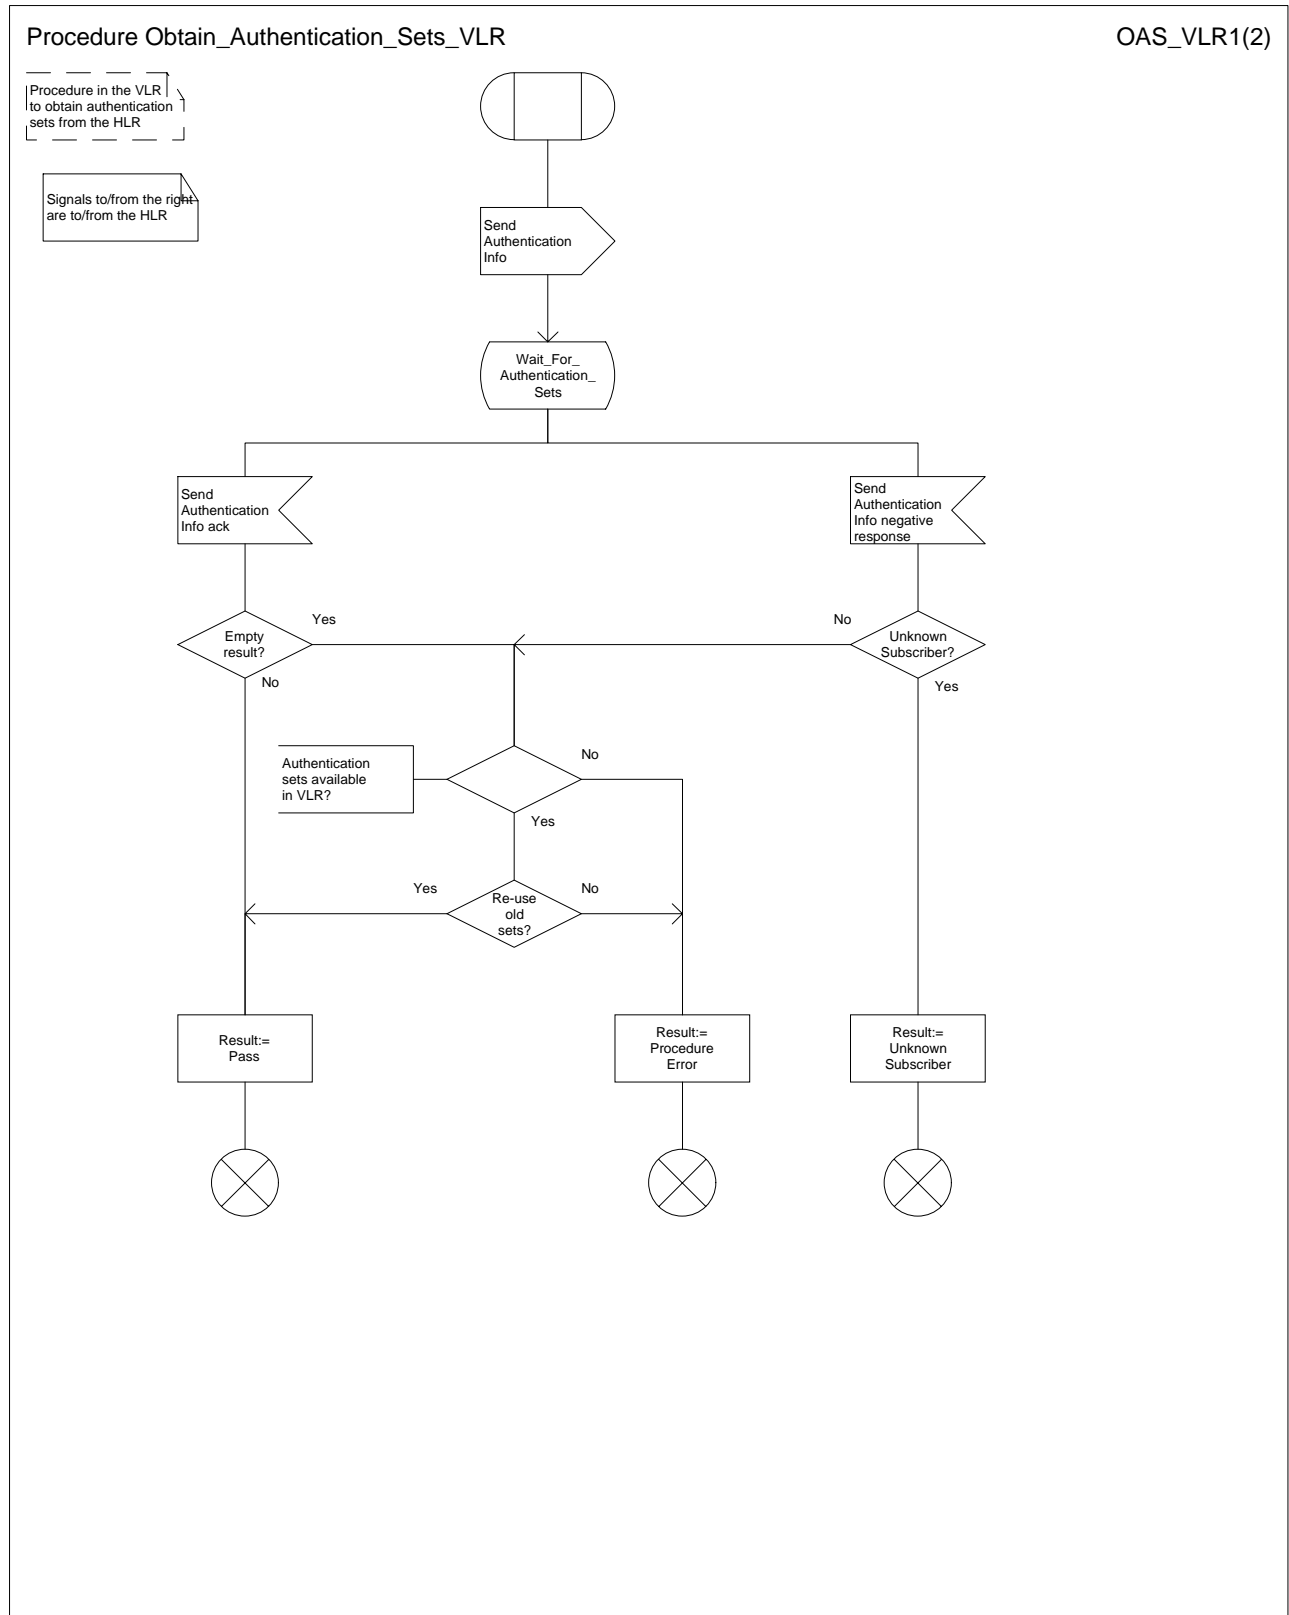 Procedure Obtain_Authentication_Sets_VLR
OAS_VLR1(2)
Procedure in the VLR
to obtain authentication
sets from the HLR
Signals to/from the right
are to/from the HLR
Send
Authentication
Info
Wait_For_
Authentication_
Sets
Send
Authentication
Info ack
Send
Authentication
Info negative
response
Empty
result?
Yes
No
No
Unknown
Subscriber?
Yes
Authentication
sets available
in VLR?
No
Yes
Yes
Re-use
old
sets?
No
Result:=
Pass
Result:=
Procedure
Error
Result:=
Unknown
Subscriber